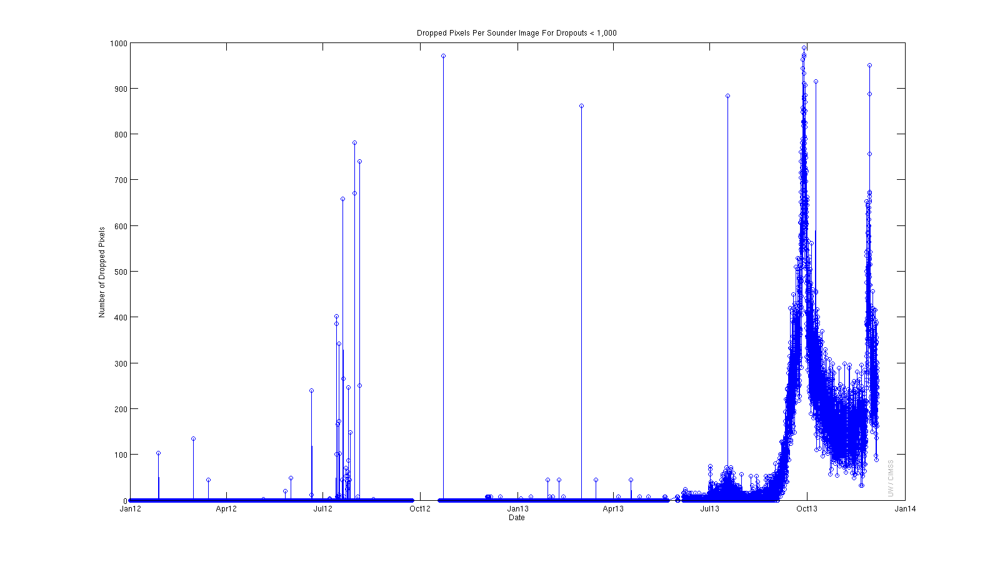 Dropped Pixels Per Sounder Image For Dropouts < 1,000
1000
900
800
700
600
500
400
300
200
100
0
Number of Dropped Pixels
Jan12 Apr12 Jul12 Oct12 Jan13 Apr13 Jul13 Oct13 Jan14
Date
UW / CIMSS